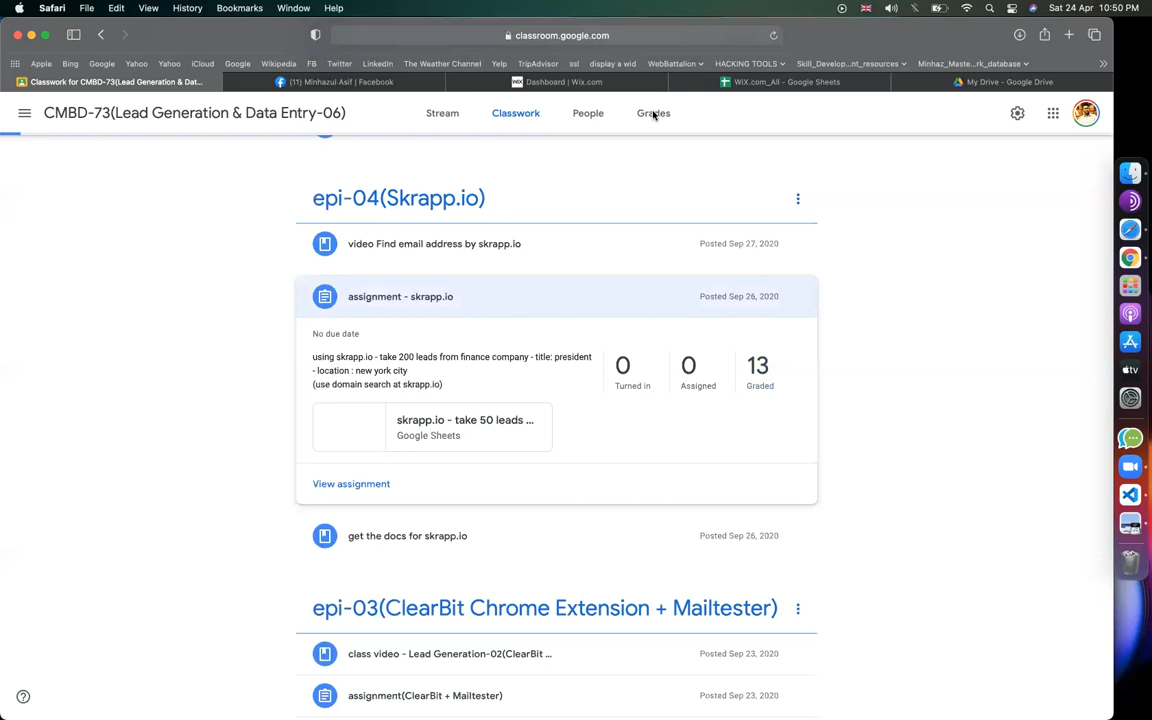 Safari File Edit View History Bookmarks Window Help Sat 24 Apr 10:50 PM
classroom.google.com
Apple Bing Google Yahoo Yahoo iCloud Google Wikipedia FB Twitter LinkedIn The Weather Channel Yelp TripAdvisor ssl display a wid WebBattalion HACKING TOOLS Skill_Develop...nt_resources Minhaz_Maste...rk_database
Classwork for CMBD-73(Lead Generation & Dat... (11) Minhazul Asif | Facebook Dashboard | Wix.com WIX.com_All - Google Sheets My Drive - Google Drive
CMBD-73(Lead Generation & Data Entry-06) Stream Classwork People Grades
epi-04(Skrapp.io)
video Find email address by skrapp.io Posted Sep 27, 2020
assignment - skrapp.io Posted Sep 26, 2020
No due date
using skrapp.io - take 200 leads from finance company - title: president
- location : new york city
(use domain search at skrapp.io)
0 0 13
Turned in Assigned Graded
skrapp.io - take 50 leads ...
Google Sheets
View assignment
get the docs for skrapp.io Posted Sep 26, 2020
epi-03(ClearBit Chrome Extension + Mailtester)
class video - Lead Generation-02(ClearBit ... Posted Sep 23, 2020
assignment(ClearBit + Mailtester) Posted Sep 23, 2020